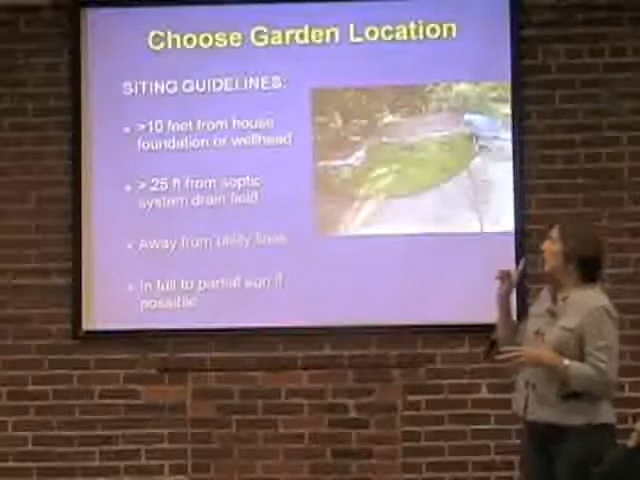 Choose Garden Location
SITING GUIDELINES:
• >10 feet from house
foundation or wellhead
• > 25 ft from septic
system drain field
• Away from utility lines
• In full to partial sun if
possible